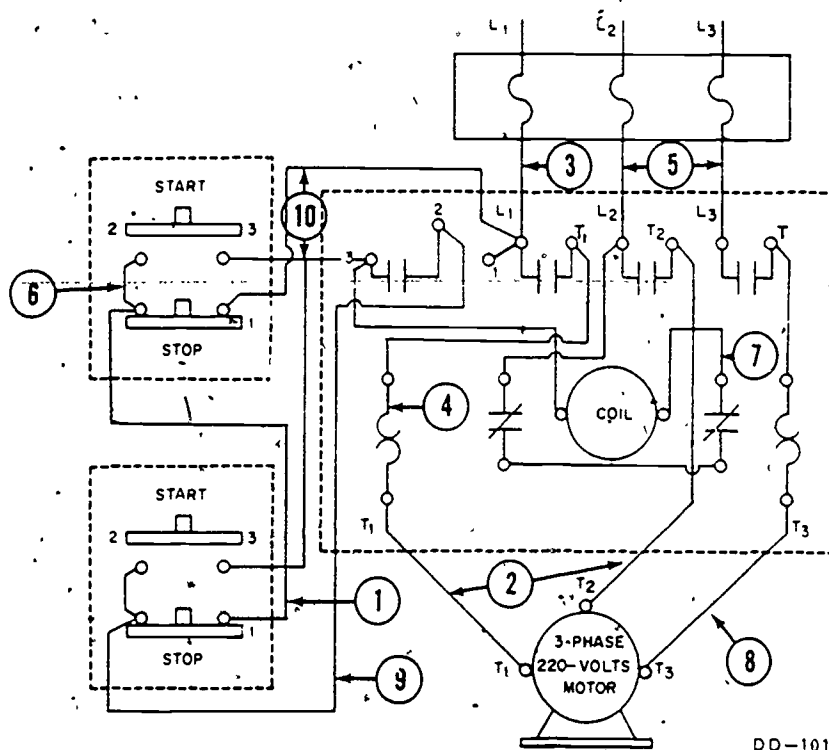 L1 L2 L3
3 5
START
10
2 3
2 L1 T1 L2 T2 L3 T
3
1
6
1
STOP
7
4 COIL
START
T1 T3
2 3
2
1 T2
1
STOP
3-PHASE
T1 220-VOLTS T3
MOTOR
8
9
DD-101